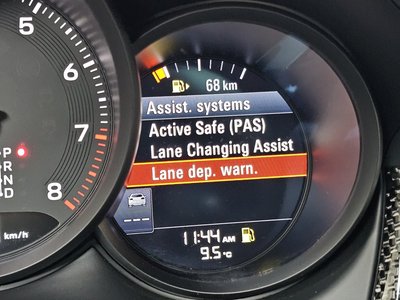 5
6
7
8
P
R
N
D
km/h
68 km
Assist. systems
Active Safe (PAS)
Lane Changing Assist
Lane dep. warn.
---
11:44 AM
9.5 °C